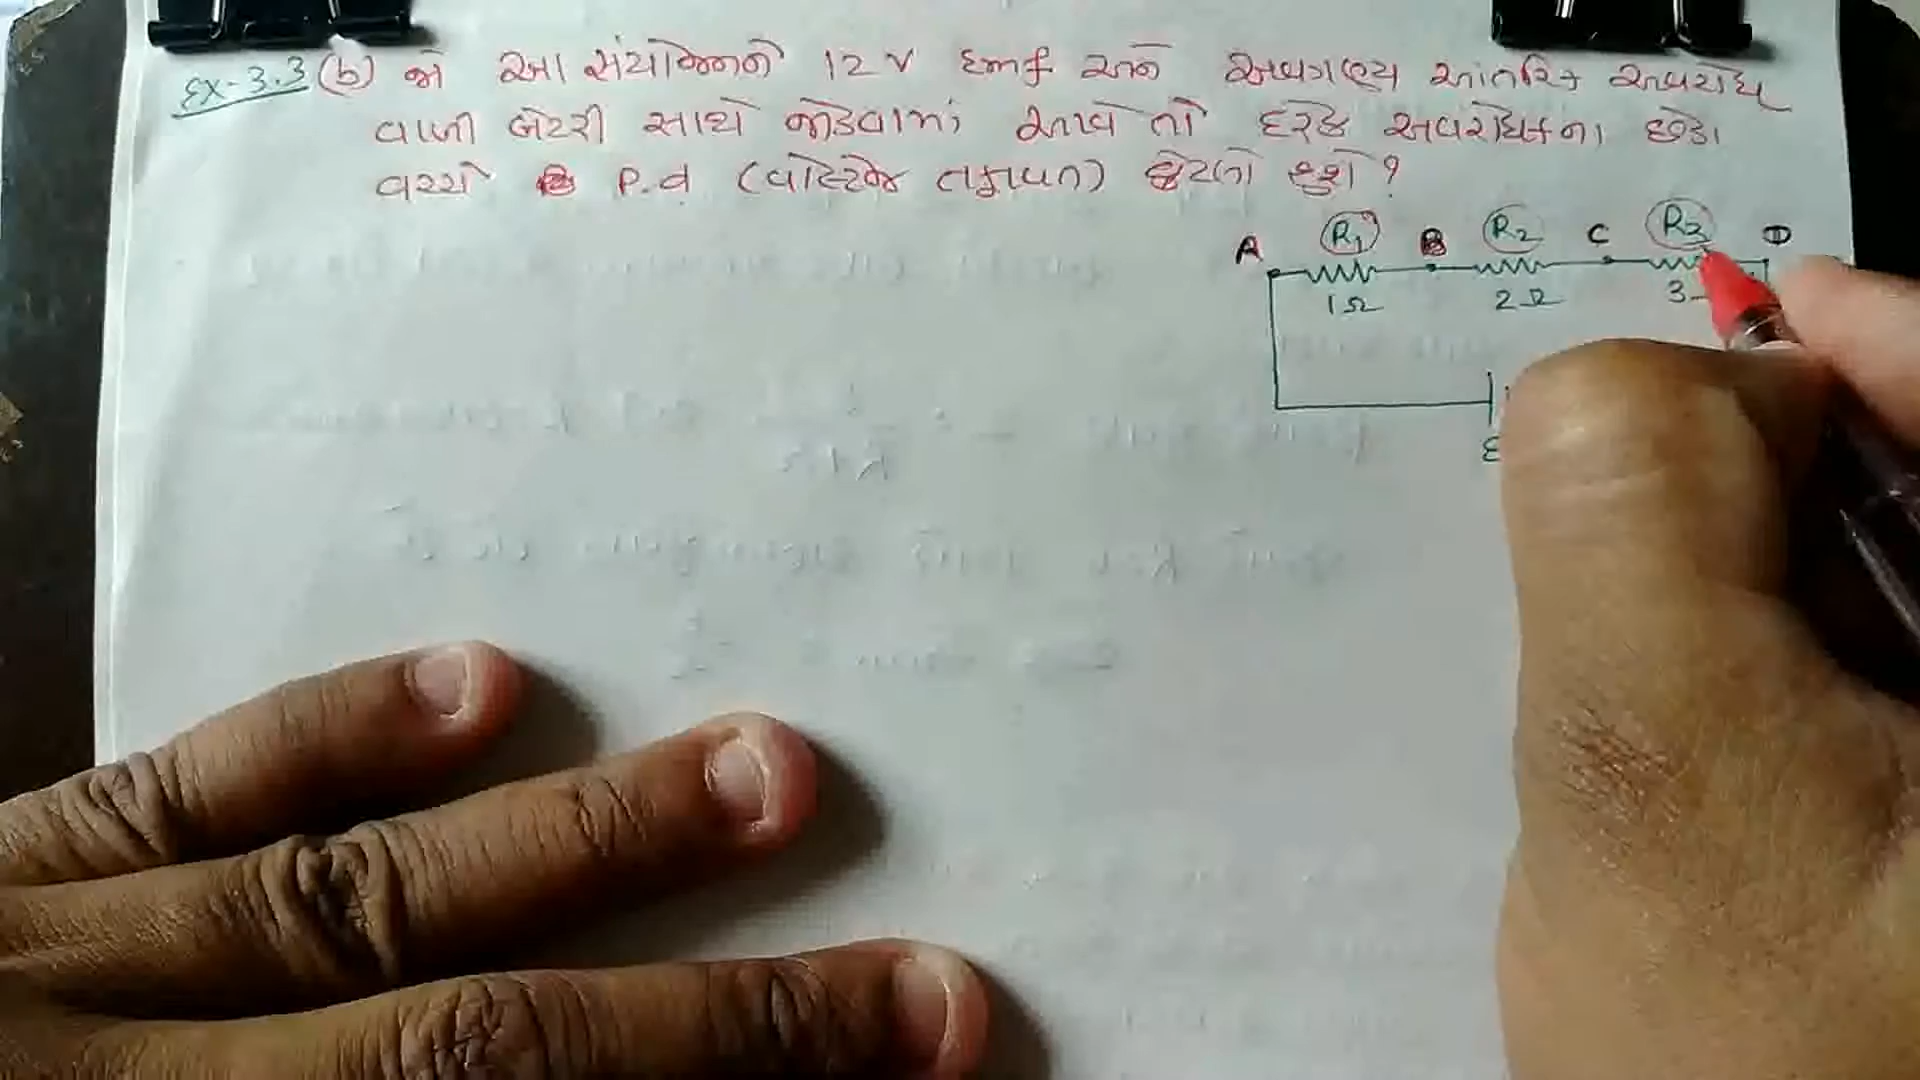 Ex-3.3 (b) જો આ સંયોજનને 12 V emf અને અવગણ્ય આંતરિક અવરોધ
વાળી બેટરી સાથે જોડવામાં આવે તો દરેક અવરોધકના છેડા
વચ્ચે P.d (વોલ્ટેજ તફાવત) કેટલો હશે ?
A R1 B R2 C R3 D
1Ω 2Ω 3
ε